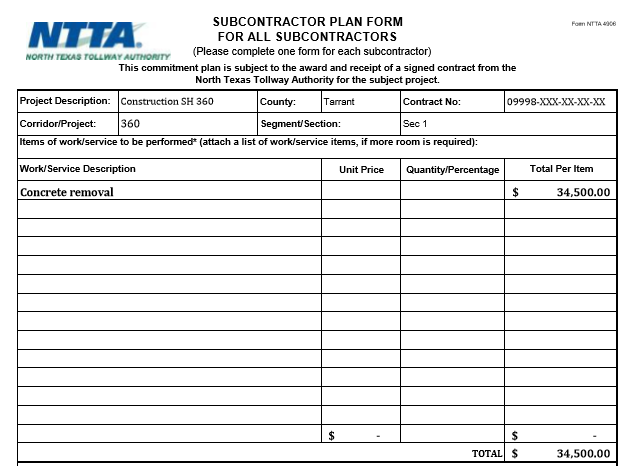 NTTA
NORTH TEXAS TOLLWAY AUTHORITY
SUBCONTRACTOR PLAN FORM
FOR ALL SUBCONTRACTORS
(Please complete one form for each subcontractor)
Form NTTA 4906
This commitment plan is subject to the award and receipt of a signed contract from the
North Texas Tollway Authority for the subject project.
Project Description: Construction SH 360 County: Tarrant Contract No: 09998-XXX-XX-XX-XX
Corridor/Project: 360 Segment/Section: Sec 1
Items of work/service to be performed* (attach a list of work/service items, if more room is required):
Work/Service Description Unit Price Quantity/Percentage Total Per Item
Concrete removal $ 34,500.00
$ - $ -
TOTAL $ 34,500.00